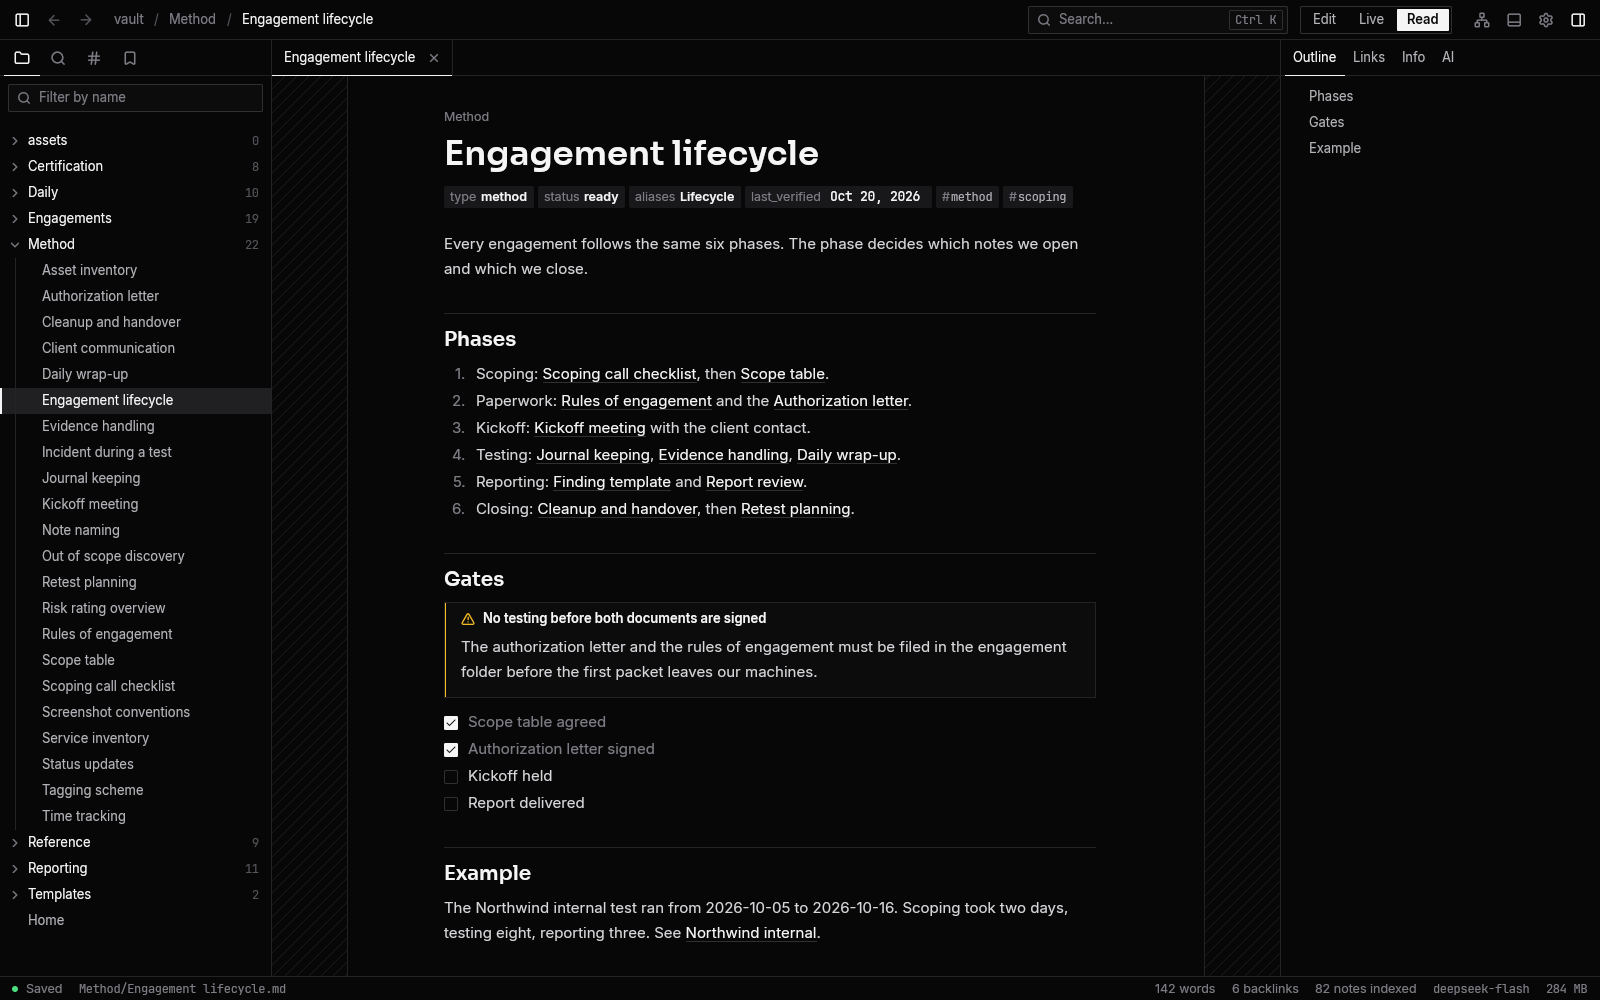 vault / Method / Engagement lifecycle
Search... Ctrl K
Edit Live Read
Engagement lifecycle
Outline Links Info AI
Filter by name
assets 0
Certification 8
Daily 10
Engagements 19
Method 22
Asset inventory
Authorization letter
Cleanup and handover
Client communication
Daily wrap-up
Engagement lifecycle
Evidence handling
Incident during a test
Journal keeping
Kickoff meeting
Note naming
Out of scope discovery
Retest planning
Risk rating overview
Rules of engagement
Scope table
Scoping call checklist
Screenshot conventions
Service inventory
Status updates
Tagging scheme
Time tracking
Reference 9
Reporting 11
Templates 2
Home
Method
Engagement lifecycle
type method status ready aliases Lifecycle last_verified Oct 20, 2026 #method #scoping
Every engagement follows the same six phases. The phase decides which notes we open
and which we close.
Phases
1. Scoping: Scoping call checklist, then Scope table.
2. Paperwork: Rules of engagement and the Authorization letter.
3. Kickoff: Kickoff meeting with the client contact.
4. Testing: Journal keeping, Evidence handling, Daily wrap-up.
5. Reporting: Finding template and Report review.
6. Closing: Cleanup and handover, then Retest planning.
Gates
No testing before both documents are signed
The authorization letter and the rules of engagement must be filed in the engagement
folder before the first packet leaves our machines.
Scope table agreed
Authorization letter signed
Kickoff held
Report delivered
Example
The Northwind internal test ran from 2026-10-05 to 2026-10-16. Scoping took two days,
testing eight, reporting three. See Northwind internal.
Phases
Gates
Example
Saved Method/Engagement lifecycle.md
142 words 6 backlinks 82 notes indexed deepseek-flash 284 MB